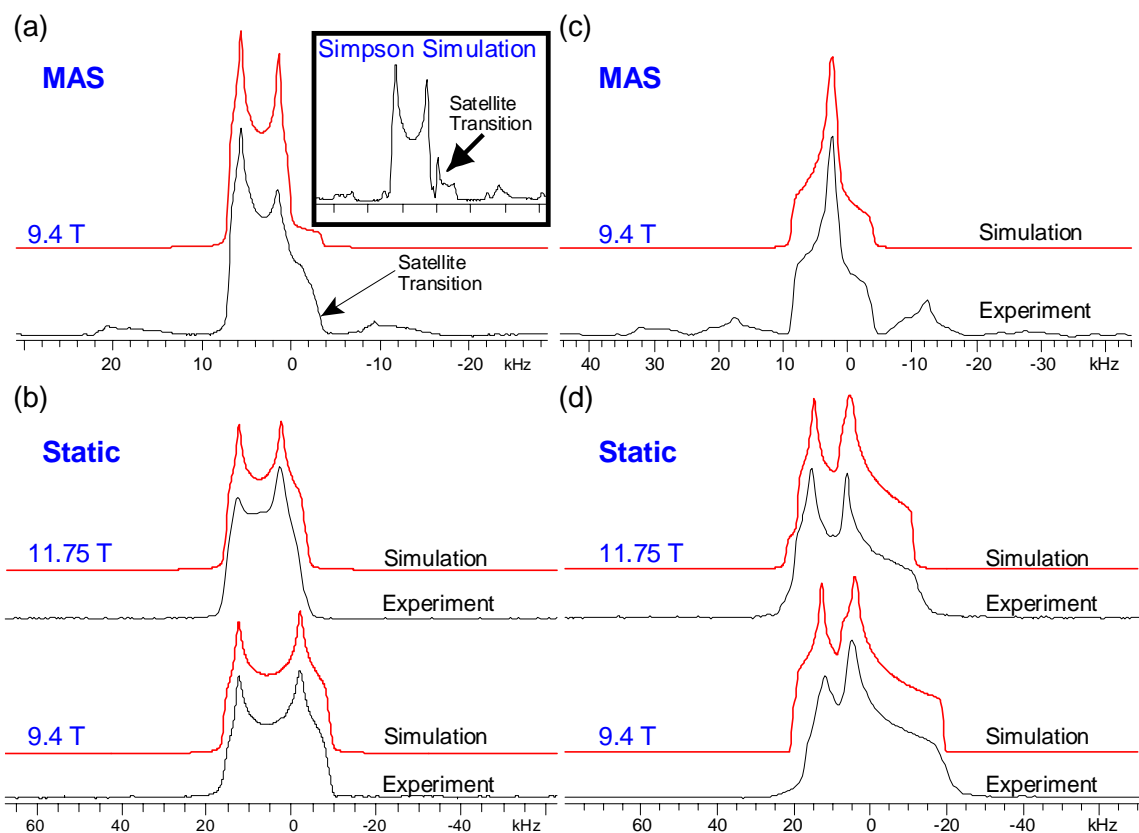 (a)
MAS
Simpson Simulation
Satellite
Transition
9.4 T
Satellite
Transition
20 10 0 -10 -20 kHz
(c)
MAS
9.4 T
Simulation
Experiment
40 30 20 10 0 -10 -20 -30 kHz
(b)
Static
11.75 T
Simulation
Experiment
9.4 T
Simulation
Experiment
60 40 20 0 -20 -40 kHz
(d)
Static
11.75 T
Simulation
Experiment
9.4 T
Simulation
Experiment
60 40 20 0 -20 -40 kHz